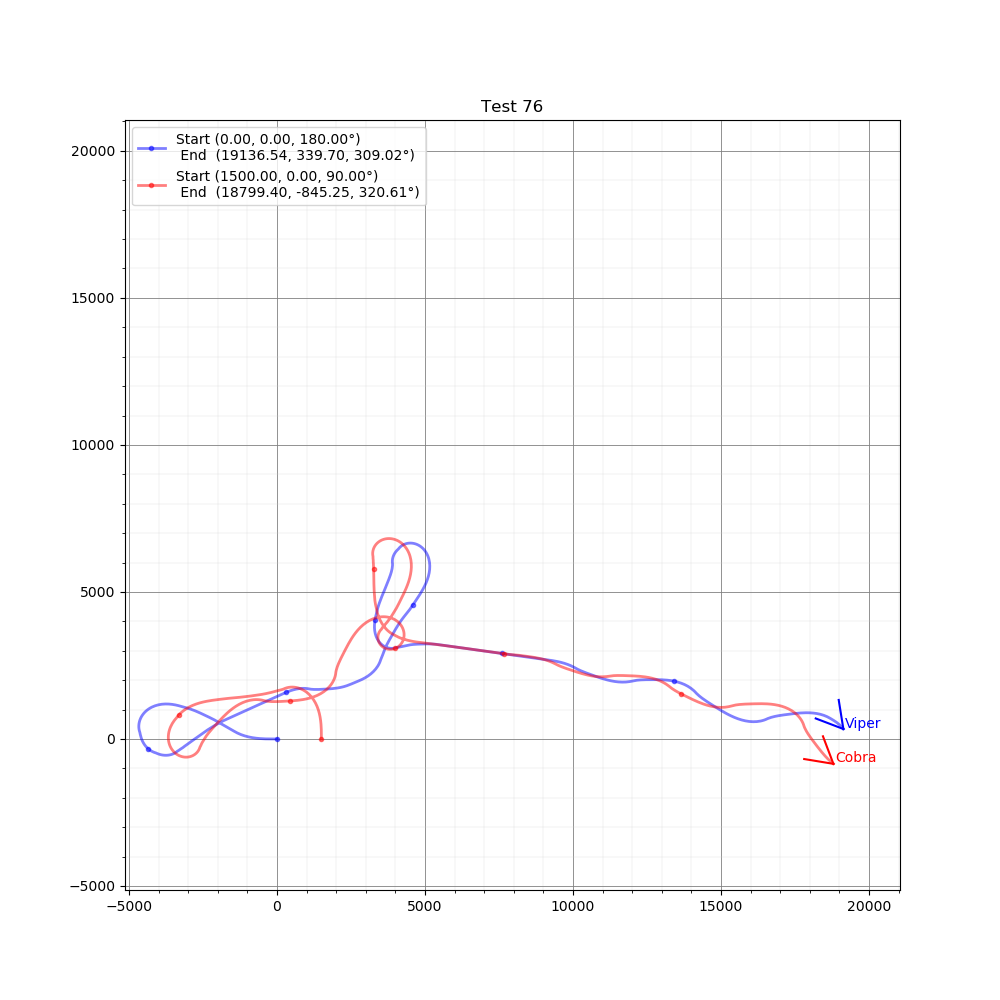 Test 76
Start (0.00, 0.00, 180.00°)
End  (19136.54, 339.70, 309.02°)
Start (1500.00, 0.00, 90.00°)
End  (18799.40, -845.25, 320.61°)
20000
15000
10000
5000
0
−5000
Viper
Cobra
−5000 0 5000 10000 15000 20000